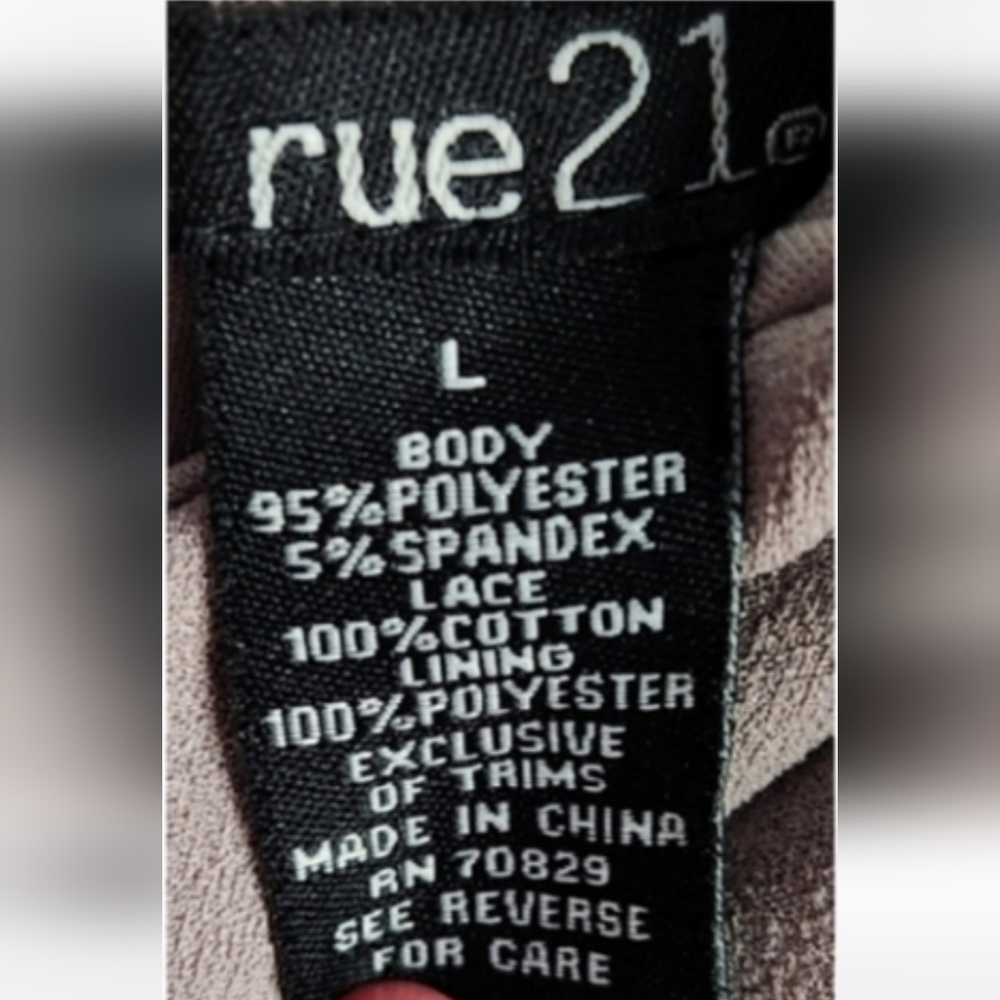 rue21®
L
BODY
95%POLYESTER
5%SPANDEX
LACE
100%COTTON
LINING
100%POLYESTER
EXCLUSIVE
OF TRIMS
MADE IN CHINA
RN 70829
SEE REVERSE
FOR CARE